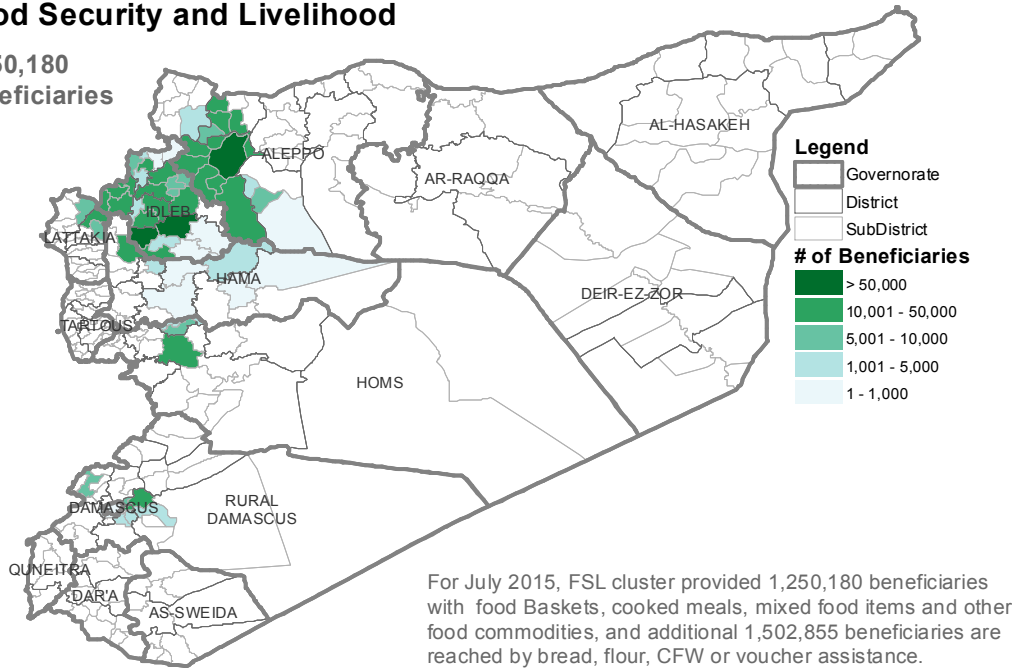 od Security and Livelihood
50,180
eficiaries
AL-HASAKEH
ALEPPO
AR-RAQQA
IDLEB
LATTAKIA
HAMA
DEIR-EZ-ZOR
TARTOUS
HOMS
Legend
Governorate
District
SubDistrict
# of Beneficiaries
> 50,000
10,001 - 50,000
5,001 - 10,000
1,001 - 5,000
1 - 1,000
RURAL
DAMASCUS
DAMASCUS
QUNEITRA
DAR'A
AS-SWEIDA
For July 2015, FSL cluster provided 1,250,180 beneficiaries
with food Baskets, cooked meals, mixed food items and other
food commodities, and additional 1,502,855 beneficiaries are
reached by bread, flour, CFW or voucher assistance.